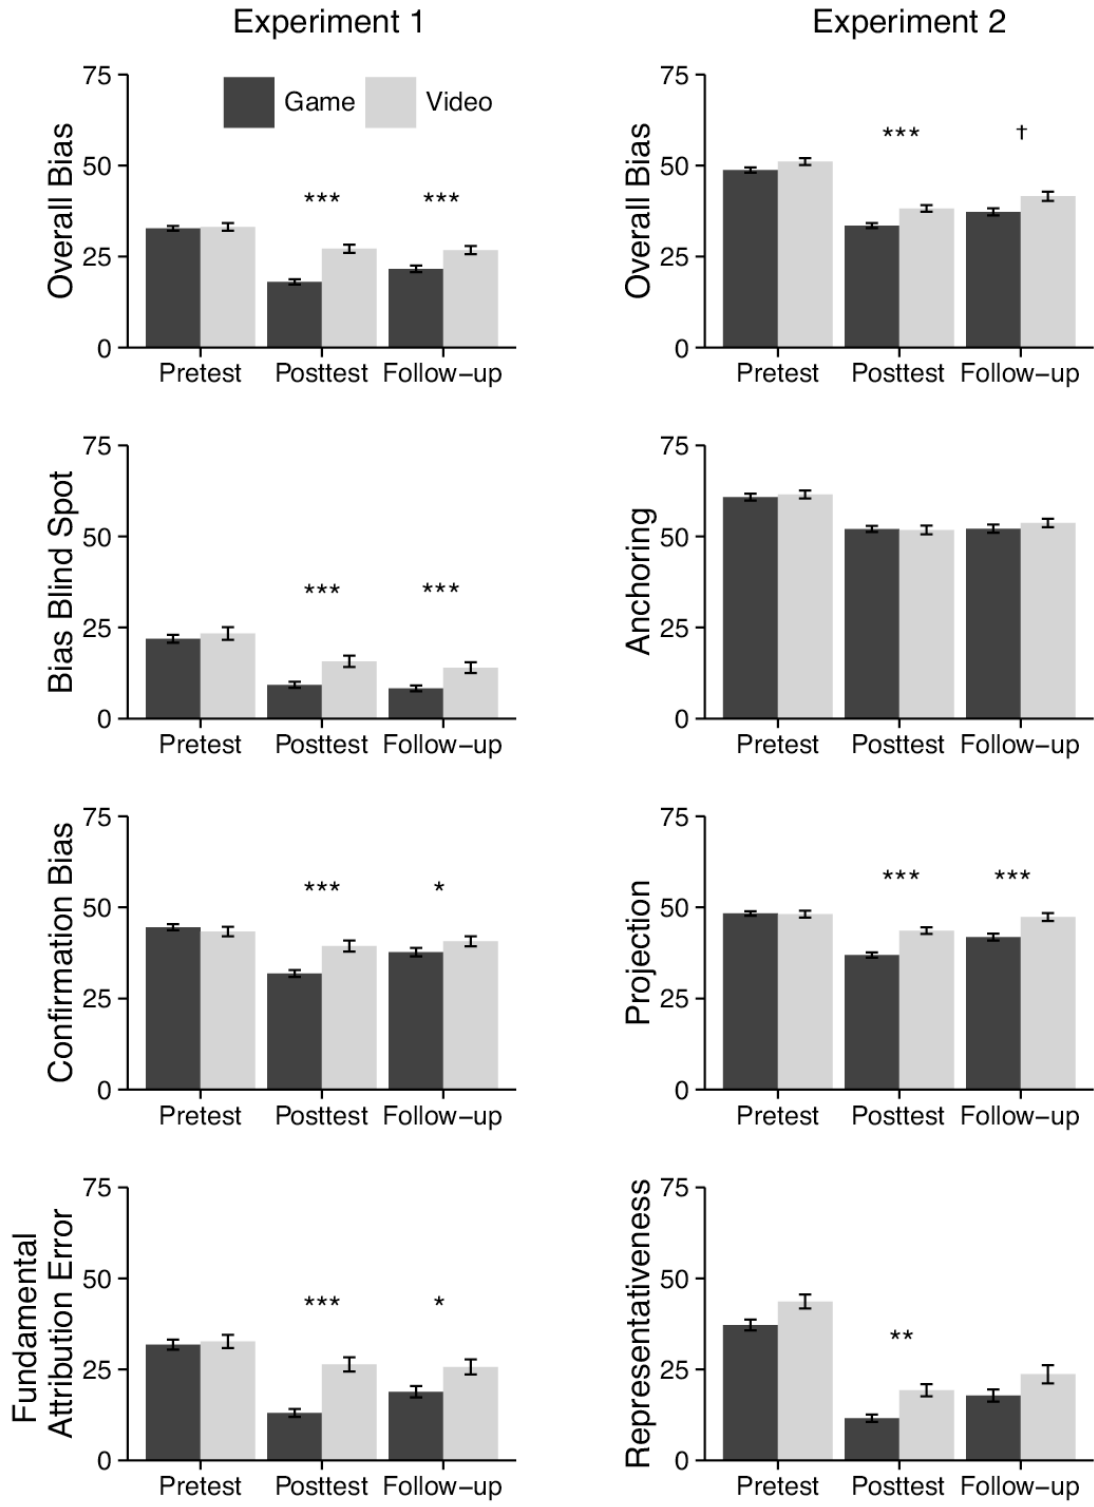 Experiment 1
Experiment 2
Overall Bias
75
50
25
0
Game
Video
***
***
Pretest
Posttest
Follow−up
Overall Bias
75
50
25
0
***
†
Pretest
Posttest
Follow−up
Bias Blind Spot
75
50
25
0
***
***
Pretest
Posttest
Follow−up
Anchoring
75
50
25
0
Pretest
Posttest
Follow−up
Confirmation Bias
75
50
25
0
***
*
Pretest
Posttest
Follow−up
Projection
75
50
25
0
***
***
Pretest
Posttest
Follow−up
Fundamental
Attribution Error
75
50
25
0
***
*
Pretest
Posttest
Follow−up
Representativeness
75
50
25
0
**
Pretest
Posttest
Follow−up